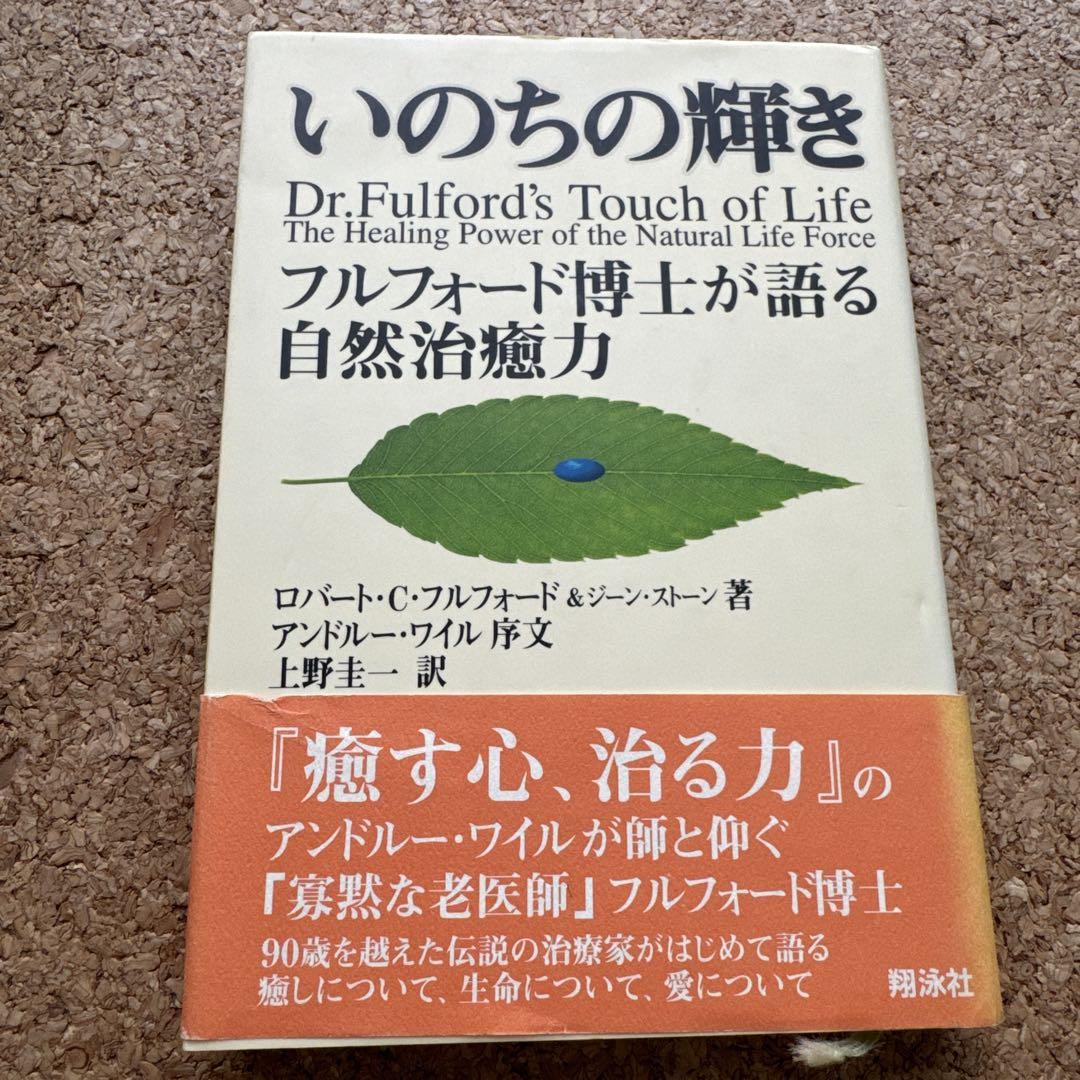 いのちの輝き
Dr.Fulford's Touch of Life
The Healing Power of the Natural Life Force
フルフォード博士が語る
自然治癒力
ロバート・C・フルフォード&ジーン・ストーン 著
アンドルー・ワイル 序文
上野圭一 訳
『癒す心、治る力』の
アンドルー・ワイルが師と仰ぐ
「寡黙な老医師」フルフォード博士
90歳を越えた伝説の治療家がはじめて語る
癒しについて、生命について、愛について
翔泳社